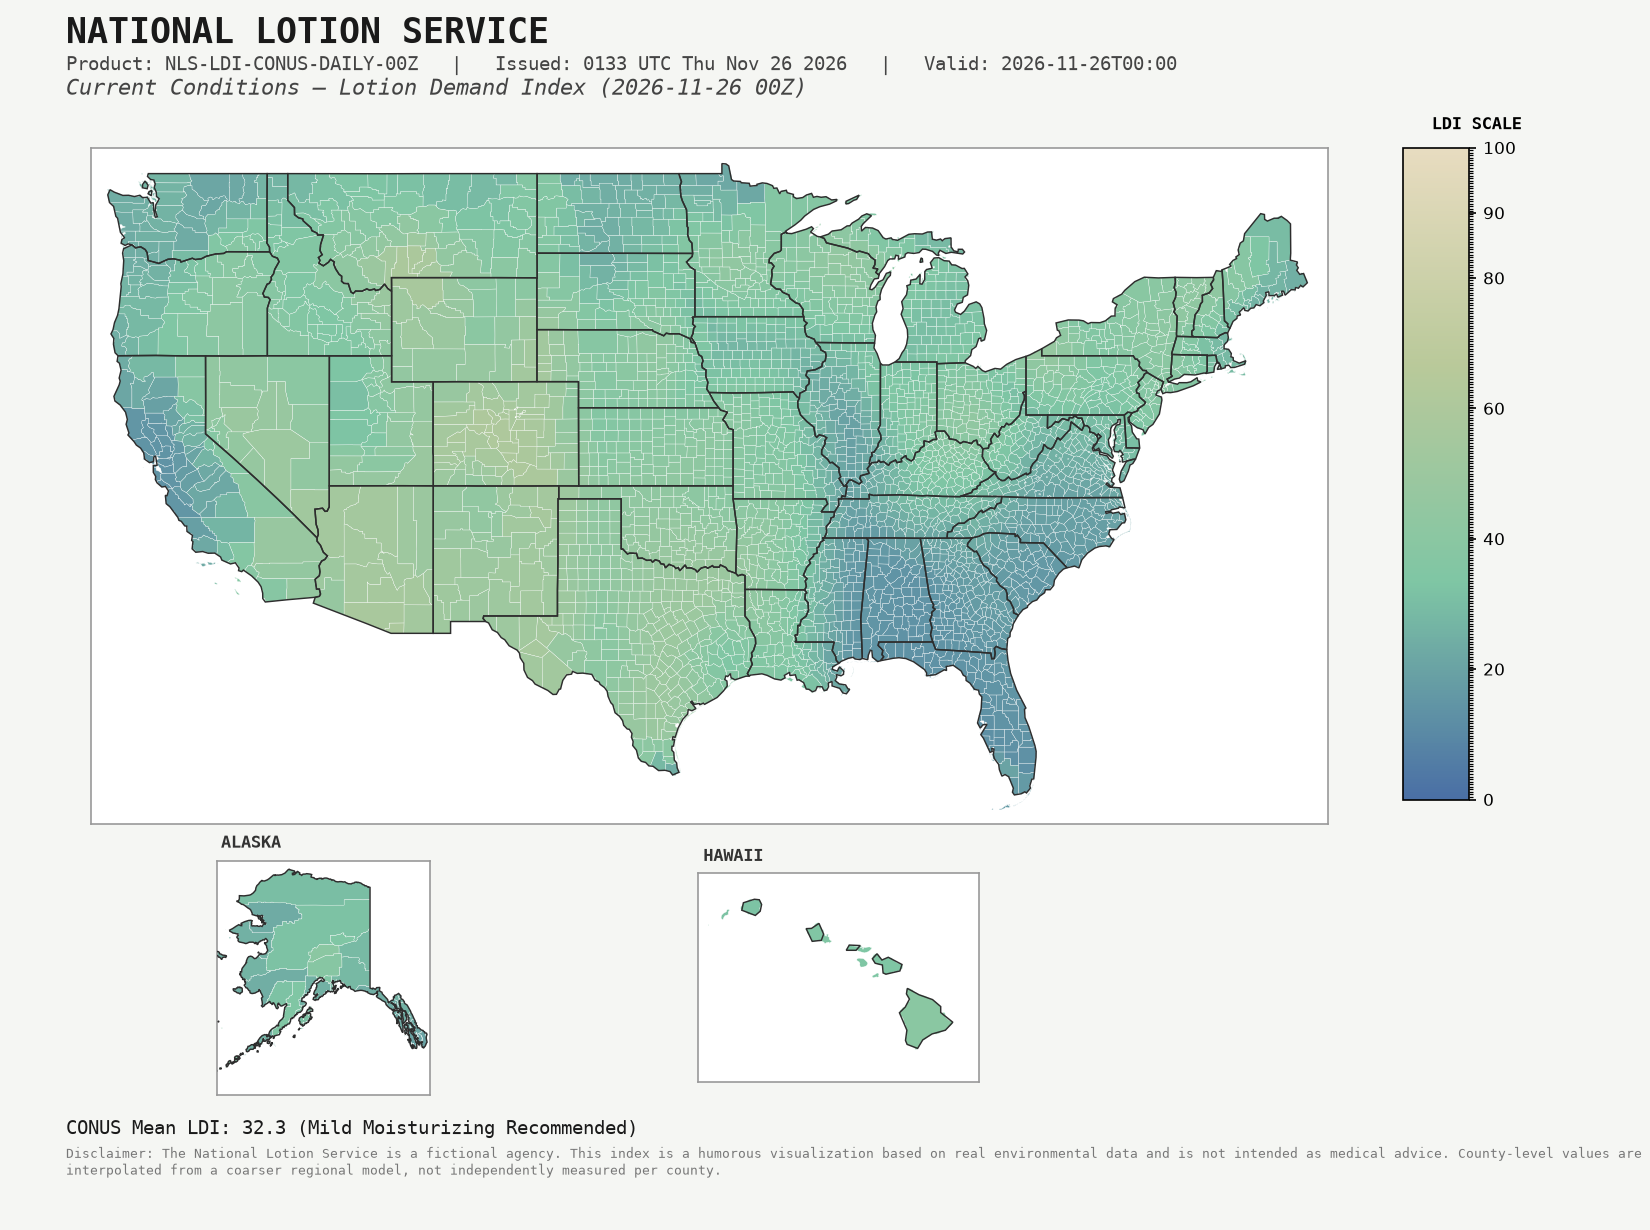 NATIONAL LOTION SERVICE
Product: NLS-LDI-CONUS-DAILY-00Z   |   Issued: 0133 UTC Thu Nov 26 2026   |   Valid: 2026-11-26T00:00
Current Conditions — Lotion Demand Index (2026-11-26 00Z)
LDI SCALE
100
90
80
60
40
20
0
ALASKA
HAWAII
CONUS Mean LDI: 32.3 (Mild Moisturizing Recommended)
Disclaimer: The National Lotion Service is a fictional agency. This index is a humorous visualization based on real environmental data and is not intended as medical advice. County-level values are
interpolated from a coarser regional model, not independently measured per county.